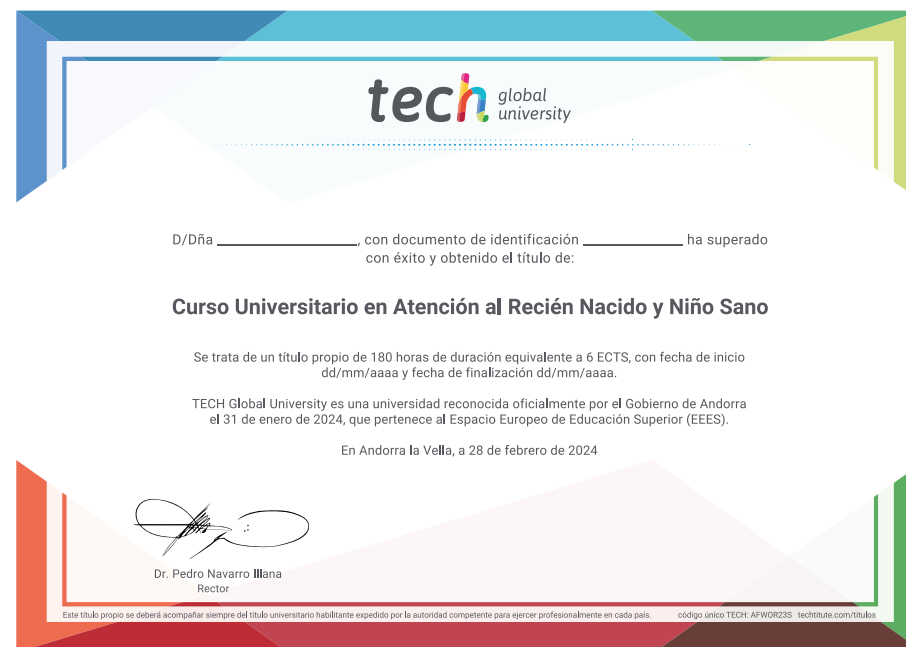 tech global university
D/Dña ____________________, con documento de identificación ______________ ha superado
con éxito y obtenido el título de:
Curso Universitario en Atención al Recién Nacido y Niño Sano
Se trata de un título propio de 180 horas de duración equivalente a 6 ECTS, con fecha de inicio
dd/mm/aaaa y fecha de finalización dd/mm/aaaa.
TECH Global University es una universidad reconocida oficialmente por el Gobierno de Andorra
el 31 de enero de 2024, que pertenece al Espacio Europeo de Educación Superior (EEES).
En Andorra la Vella, a 28 de febrero de 2024
Dr. Pedro Navarro Illana
Rector
Este título propio se deberá acompañar siempre del título universitario habilitante expedido por la autoridad competente para ejercer profesionalmente en cada país. código único TECH: AFWOR23S techtitute.com/titulos